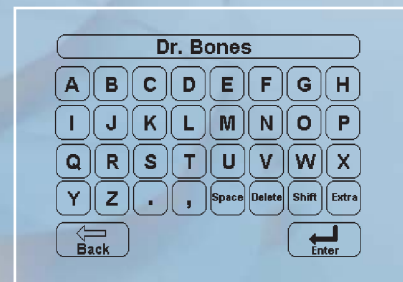 Dr. Bones
A B C D E F G H
I J K L M N O P
Q R S T U V W X
Y Z . , Space Delete Shift Extra
Back Enter